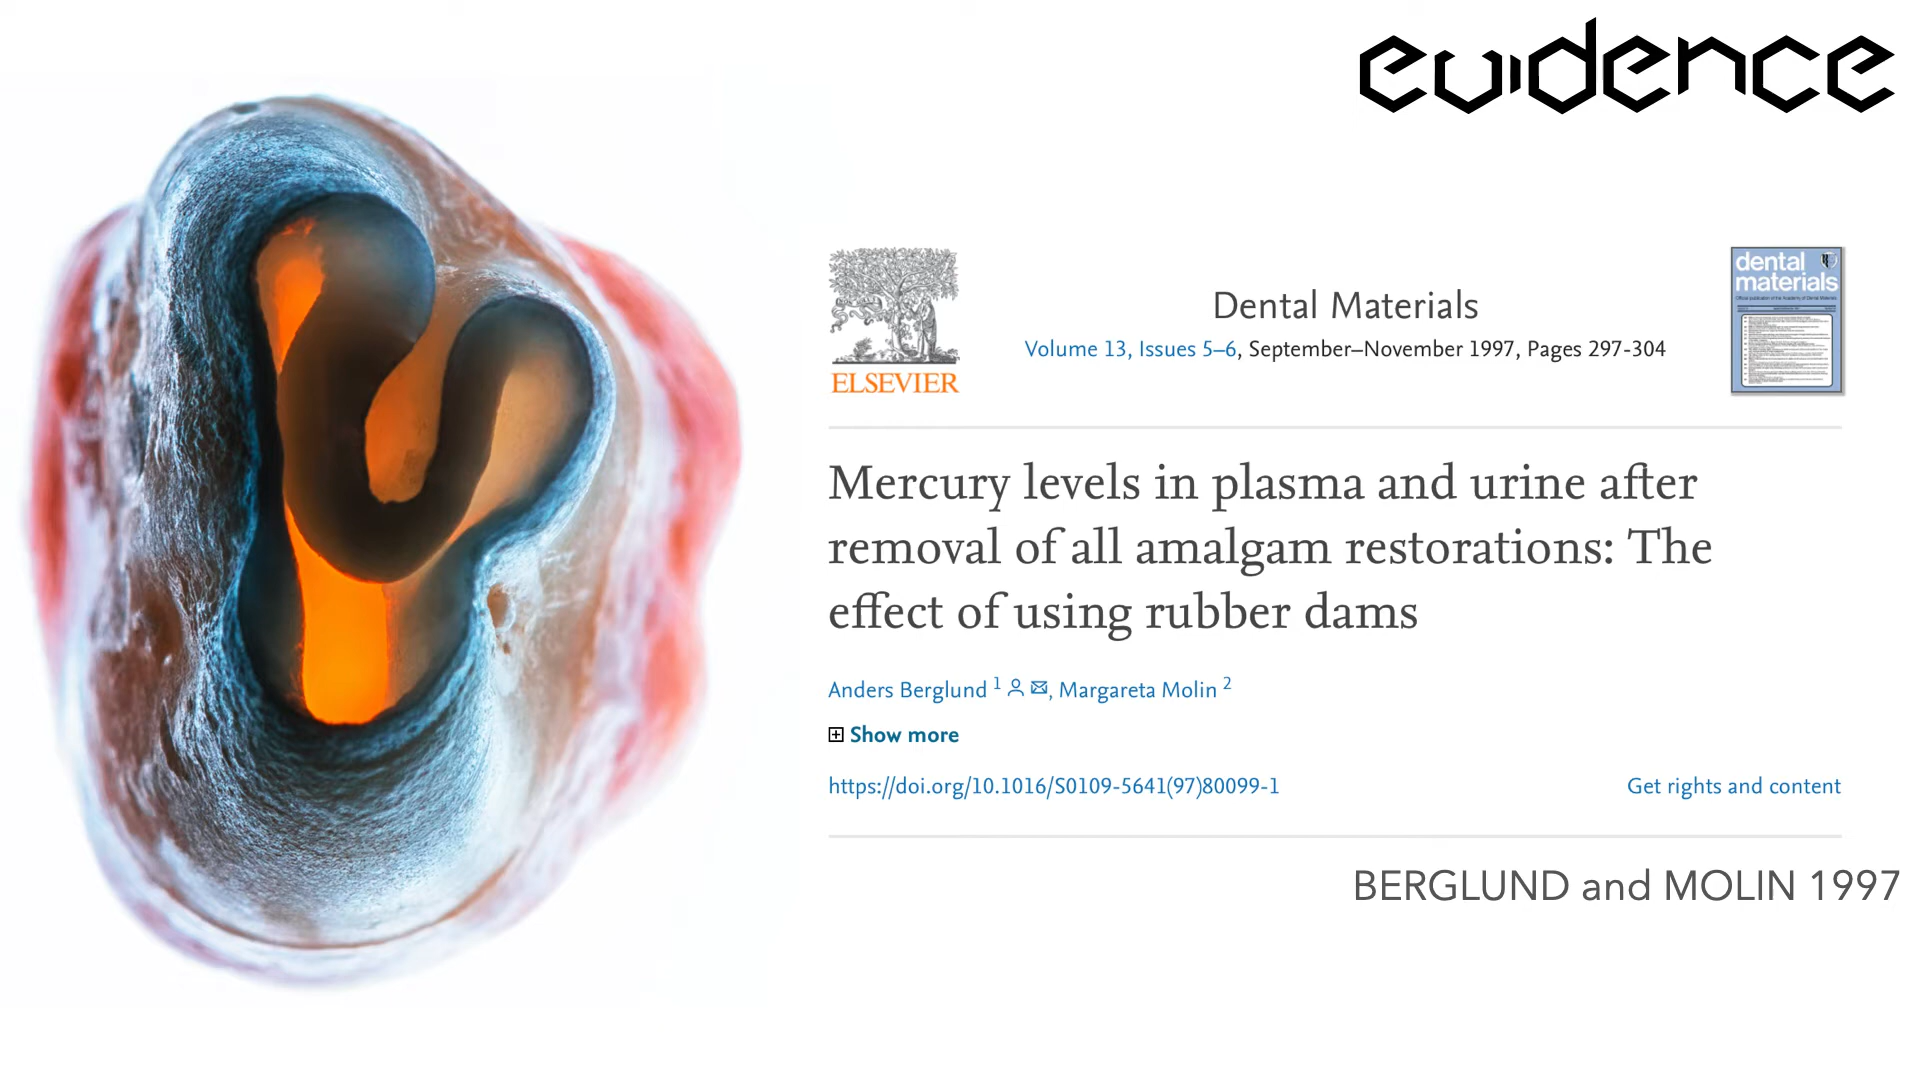 evidence
ELSEVIER
Dental Materials
Volume 13, Issues 5–6, September–November 1997, Pages 297-304
dental
materials
Mercury levels in plasma and urine after
removal of all amalgam restorations: The
effect of using rubber dams
Anders Berglund 1, Margareta Molin 2
Show more
https://doi.org/10.1016/S0109-5641(97)80099-1
Get rights and content
BERGLUND and MOLIN 1997